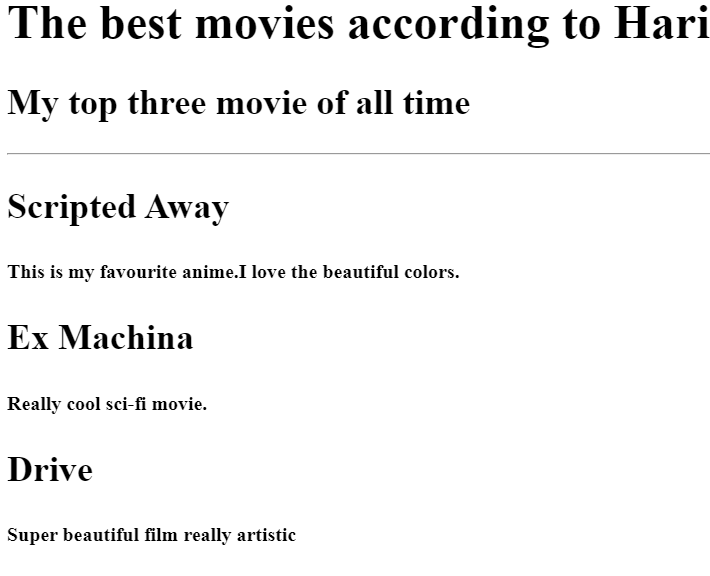 The best movies according to Hari
My top three movie of all time
Scripted Away
This is my favourite anime.I love the beautiful colors.
Ex Machina
Really cool sci-fi movie.
Drive
Super beautiful film really artistic